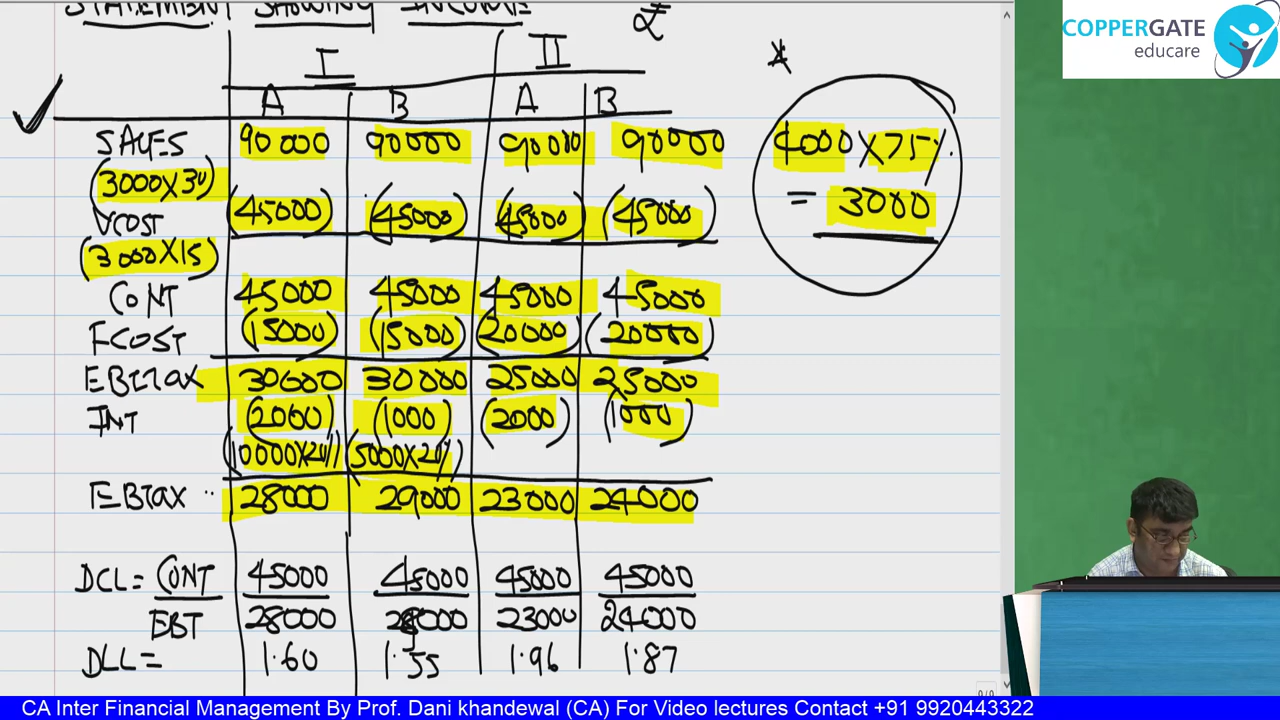 STATEMENT SHOWING INCOME ₹
COPPERGATE
educare
I II
A B A B
SALES 90000 90000 90000 90000
(3000X30)
VCOST (45000) (45000) (45000) (45000)
(3000X15)
CONT 45000 45000 45000 45000
FCOST (15000) (15000) (20000) (20000)
EBITTAX 30000 30000 25000 25000
INT (2000) (1000) (2000) (1000)
(10000X20%) (5000X20%)
EBTAX 28000 29000 23000 24000
DCL = CONT 45000 45000 45000 45000
EBT 28000 29000 23000 24000
DLL = 1.60 1.55 1.96 1.87
4000 X 75%
= 3000
CA Inter Financial Management By Prof. Dani khandewal (CA) For Video lectures Contact +91 9920443322